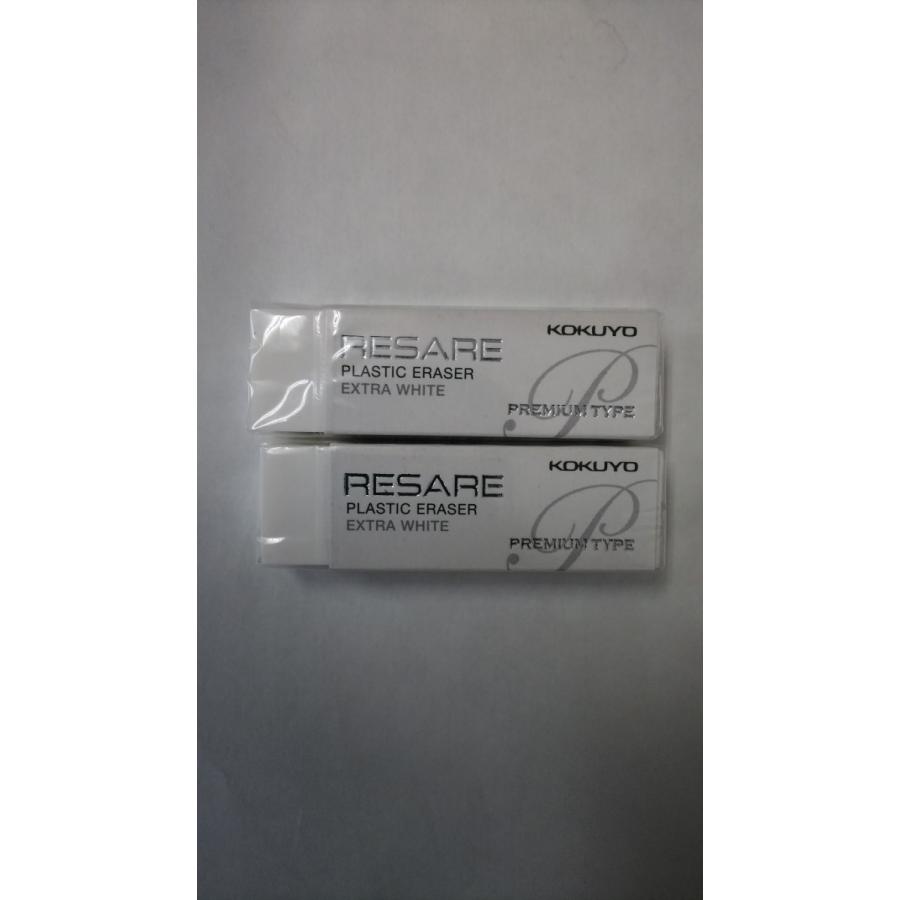 KOKUYO
RESARE
PLASTIC ERASER
EXTRA WHITE
P
PREMIUM TYPE
KOKUYO
RESARE
PLASTIC ERASER
EXTRA WHITE
P
PREMIUM TYPE